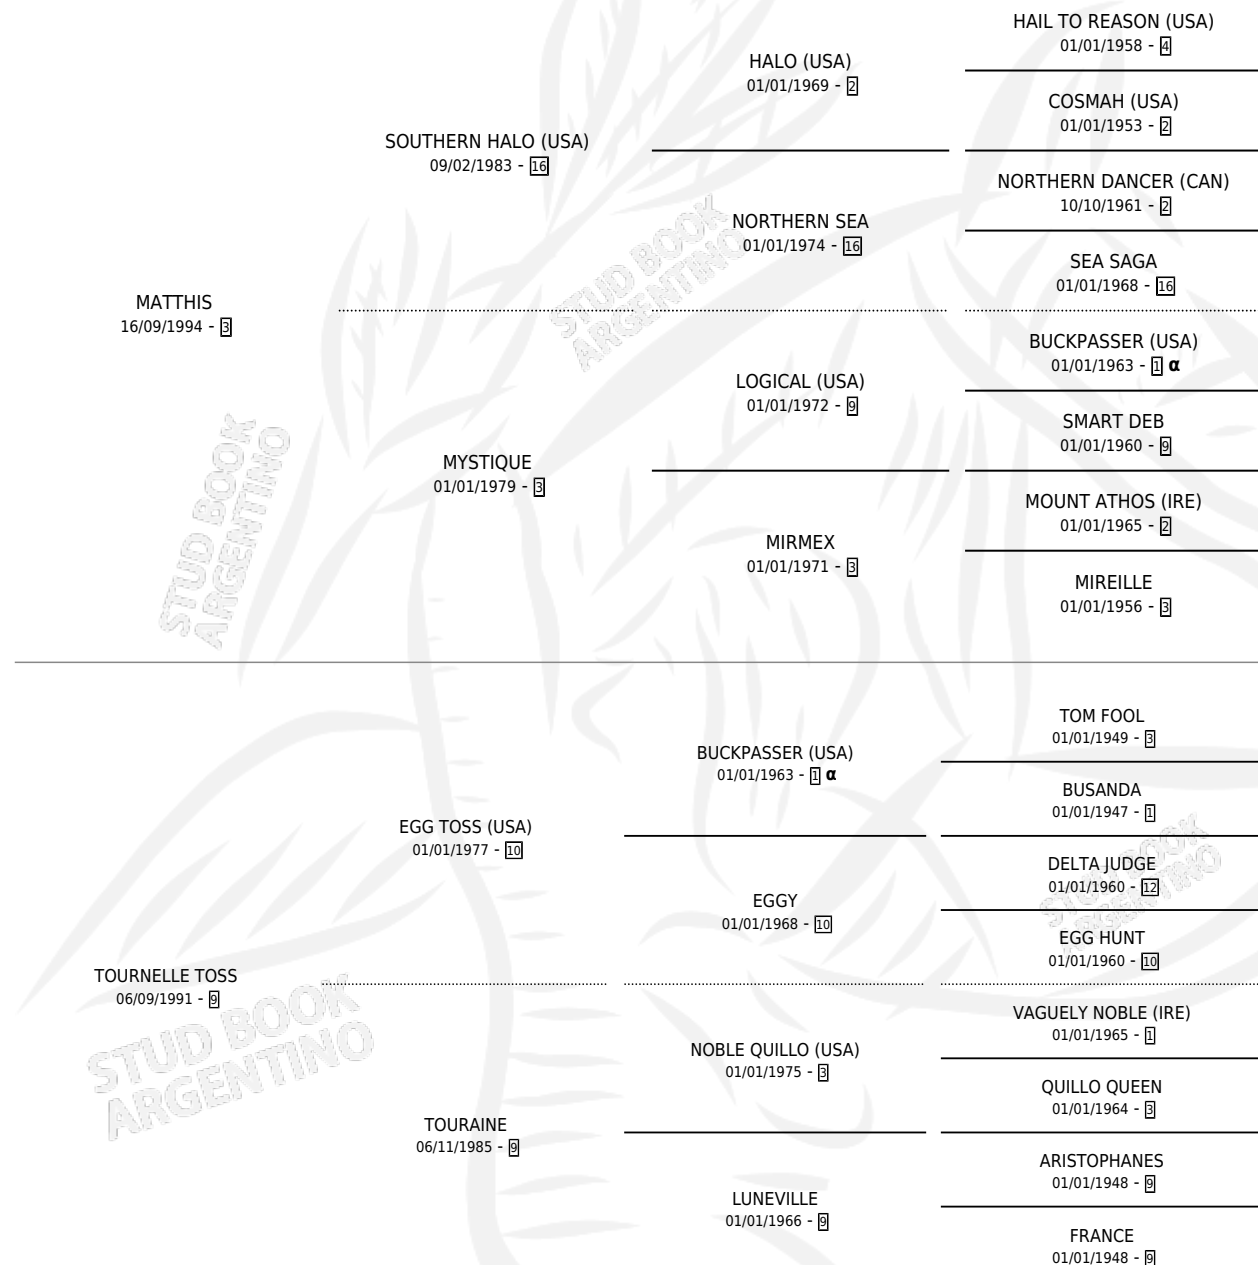 HAIL TO REASON (USA)
01/01/1958 - 4
HALO (USA)
01/01/1969 - 2
COSMAH (USA)
01/01/1953 - 2
SOUTHERN HALO (USA)
09/02/1983 - 16
NORTHERN DANCER (CAN)
10/10/1961 - 2
NORTHERN SEA
01/01/1974 - 16
SEA SAGA
01/01/1968 - 16
MATTHIS
16/09/1994 - 3
BUCKPASSER (USA)
01/01/1963 - 1 α
LOGICAL (USA)
01/01/1972 - 9
SMART DEB
01/01/1960 - 9
MYSTIQUE
01/01/1979 - 3
MOUNT ATHOS (IRE)
01/01/1965 - 2
MIRMEX
01/01/1971 - 3
MIREILLE
01/01/1956 - 3
TOM FOOL
01/01/1949 - 3
BUCKPASSER (USA)
01/01/1963 - 1 α
BUSANDA
01/01/1947 - 1
EGG TOSS (USA)
01/01/1977 - 10
DELTA JUDGE
01/01/1960 - 12
EGGY
01/01/1968 - 10
EGG HUNT
01/01/1960 - 10
TOURNELLE TOSS
06/09/1991 - 9
VAGUELY NOBLE (IRE)
01/01/1965 - 1
NOBLE QUILLO (USA)
01/01/1975 - 3
QUILLO QUEEN
01/01/1964 - 3
TOURAINE
06/11/1985 - 9
ARISTOPHANES
01/01/1948 - 9
LUNEVILLE
01/01/1966 - 9
FRANCE
01/01/1948 - 9
STUD BOOK
ARGENTINO
STUD BOOK
ARGENTINO
STUD BOOK
ARGENTINO
STUD BOOK
ARGENTINO